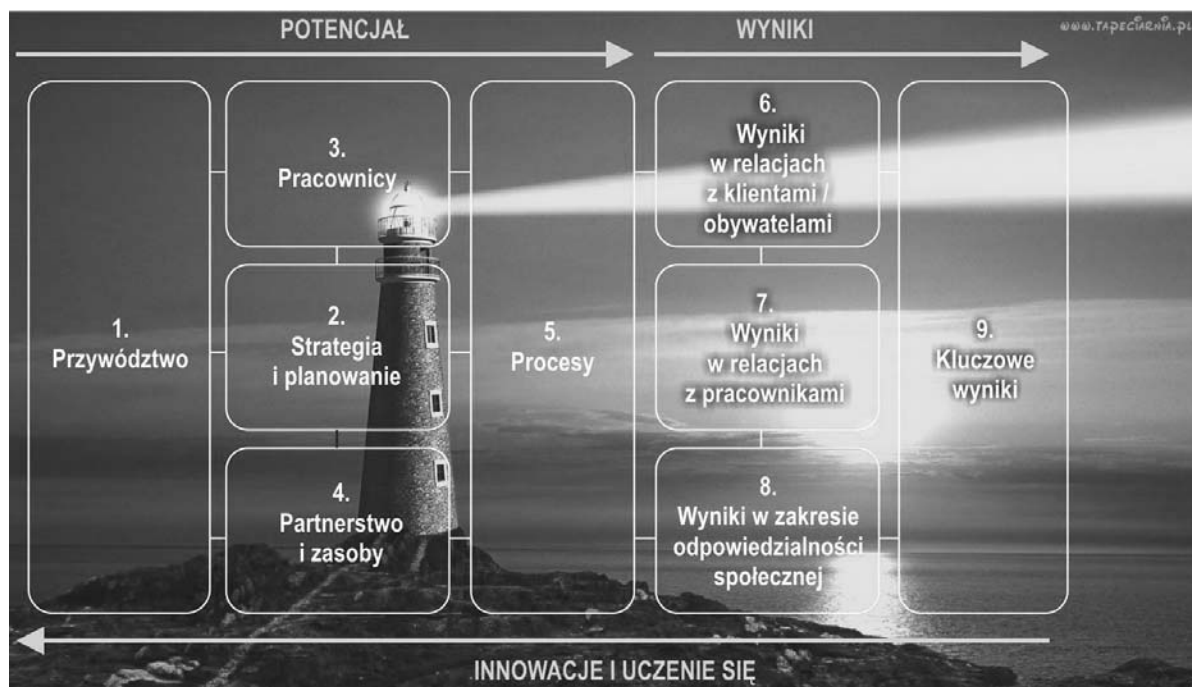 POTENCJAŁ
WYNIKI
www.TAPECIARNIA.PL
1.
Przywództwo
3.
Pracownicy
2.
Strategia
i planowanie
4.
Partnerstwo
i zasoby
5.
Procesy
6.
Wyniki
w relacjach
z klientami /
obywatelami
7.
Wyniki
w relacjach
z pracownikami
8.
Wyniki w zakresie
odpowiedzialności
społecznej
9.
Kluczowe
wyniki
INNOWACJE I UCZENIE SIĘ